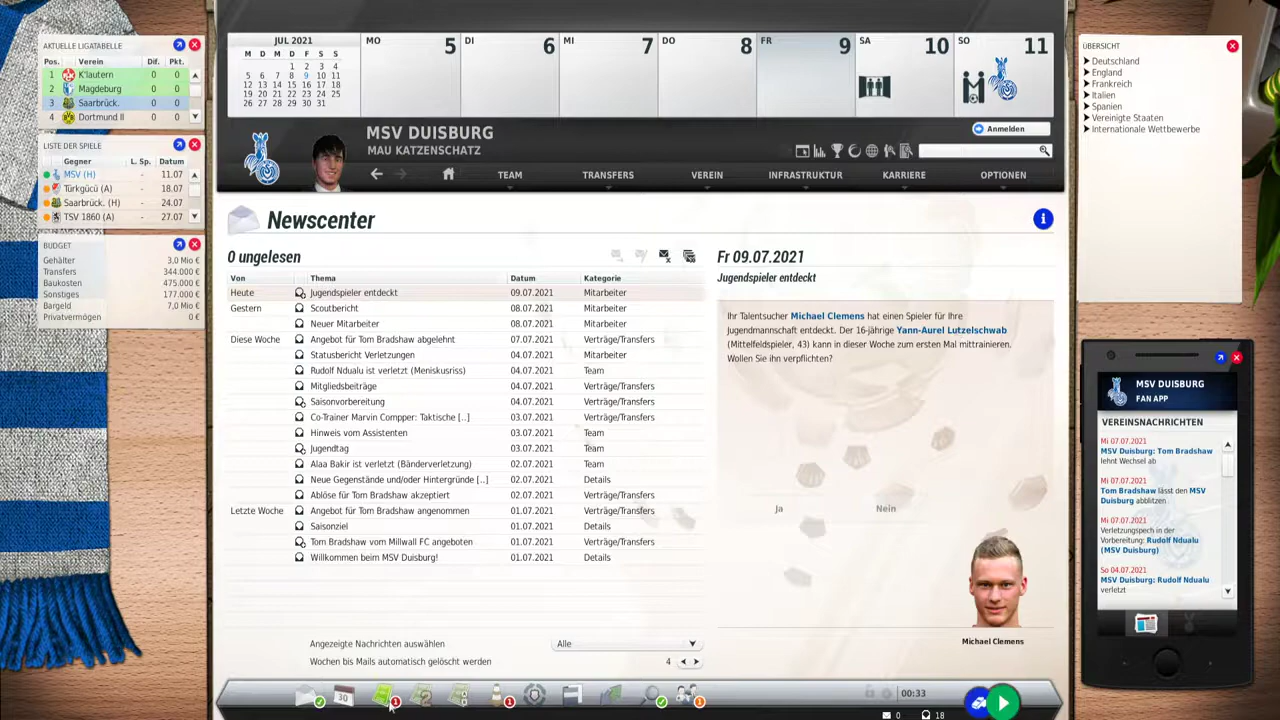 AKTUELLE LIGATABELLE
Pos. Verein Dif. Pkt.
1 K'lautern 0 0
2 Magdeburg 0 0
3 Saarbrück. 0 0
4 Dortmund II 0 0
LISTE DER SPIELE
Gegner L. Sp. Datum
MSV (H) - 11.07
Türkgücü (A) - 18.07
Saarbrück. (H) - 24.07
TSV 1860 (A) - 27.07
BUDGET
Gehälter 3,0 Mio €
Transfers 344.000 €
Baukosten 475.000 €
Sonstiges 177.000 €
Bargeld 7,0 Mio €
Privatvermögen 0 €
JUL 2021
M D M D F S S
1 2 3 4
5 6 7 8 9 10 11
12 13 14 15 16 17 18
19 20 21 22 23 24 25
26 27 28 29 30 31
MO 5
DI 6
MI 7
DO 8
FR 9
SA 10
SO 11
MSV DUISBURG
MAU KATZENSCHATZ
Anmelden
TEAM TRANSFERS VEREIN INFRASTRUKTUR KARRIERE OPTIONEN
Newscenter
0 ungelesen
Von Thema Datum Kategorie
Heute Jugendspieler entdeckt 09.07.2021 Mitarbeiter
Gestern Scoutbericht 08.07.2021 Mitarbeiter
Neuer Mitarbeiter 08.07.2021 Mitarbeiter
Diese Woche Angebot für Tom Bradshaw abgelehnt 07.07.2021 Verträge/Transfers
Statusbericht Verletzungen 04.07.2021 Mitarbeiter
Rudolf Ndualu ist verletzt (Meniskusriss) 04.07.2021 Team
Mitgliedsbeiträge 04.07.2021 Verträge/Transfers
Saisonvorbereitung 04.07.2021 Verträge/Transfers
Co-Trainer Marvin Compper: Taktische [..] 03.07.2021 Verträge/Transfers
Hinweis vom Assistenten 03.07.2021 Team
Jugendtag 03.07.2021 Team
Alaa Bakir ist verletzt (Bänderverletzung) 02.07.2021 Team
Neue Gegenstände und/oder Hintergründe [..] 02.07.2021 Details
Ablöse für Tom Bradshaw akzeptiert 02.07.2021 Verträge/Transfers
Letzte Woche Angebot für Tom Bradshaw angenommen 01.07.2021 Verträge/Transfers
Saisonziel 01.07.2021 Details
Tom Bradshaw vom Millwall FC angeboten 01.07.2021 Verträge/Transfers
Willkommen beim MSV Duisburg! 01.07.2021 Details
Angezeigte Nachrichten auswählen Alle
Wochen bis Mails automatisch gelöscht werden 4
Fr 09.07.2021
Jugendspieler entdeckt
Ihr Talentsucher Michael Clemens hat einen Spieler für Ihre
Jugendmannschaft entdeckt. Der 16-jährige Yann-Aurel Lutzelschwab
(Mittelfeldspieler, 43) kann in dieser Woche zum ersten Mal mittrainieren.
Wollen Sie ihn verpflichten?
Ja Nein
Michael Clemens
30 1 2 1 1
00:33
0 18
ÜBERSICHT
Deutschland
England
Frankreich
Italien
Spanien
Vereinigte Staaten
Internationale Wettbewerbe
MSV DUISBURG
FAN APP
VEREINSNACHRICHTEN
Mi 07.07.2021
MSV Duisburg: Tom Bradshaw
lehnt Wechsel ab
Mi 07.07.2021
Tom Bradshaw lässt den MSV
Duisburg abblitzen
Mi 07.07.2021
Verletzungspech in der
Vorbereitung: Rudolf Ndualu
(MSV Duisburg)
So 04.07.2021
MSV Duisburg: Rudolf Ndualu
verletzt